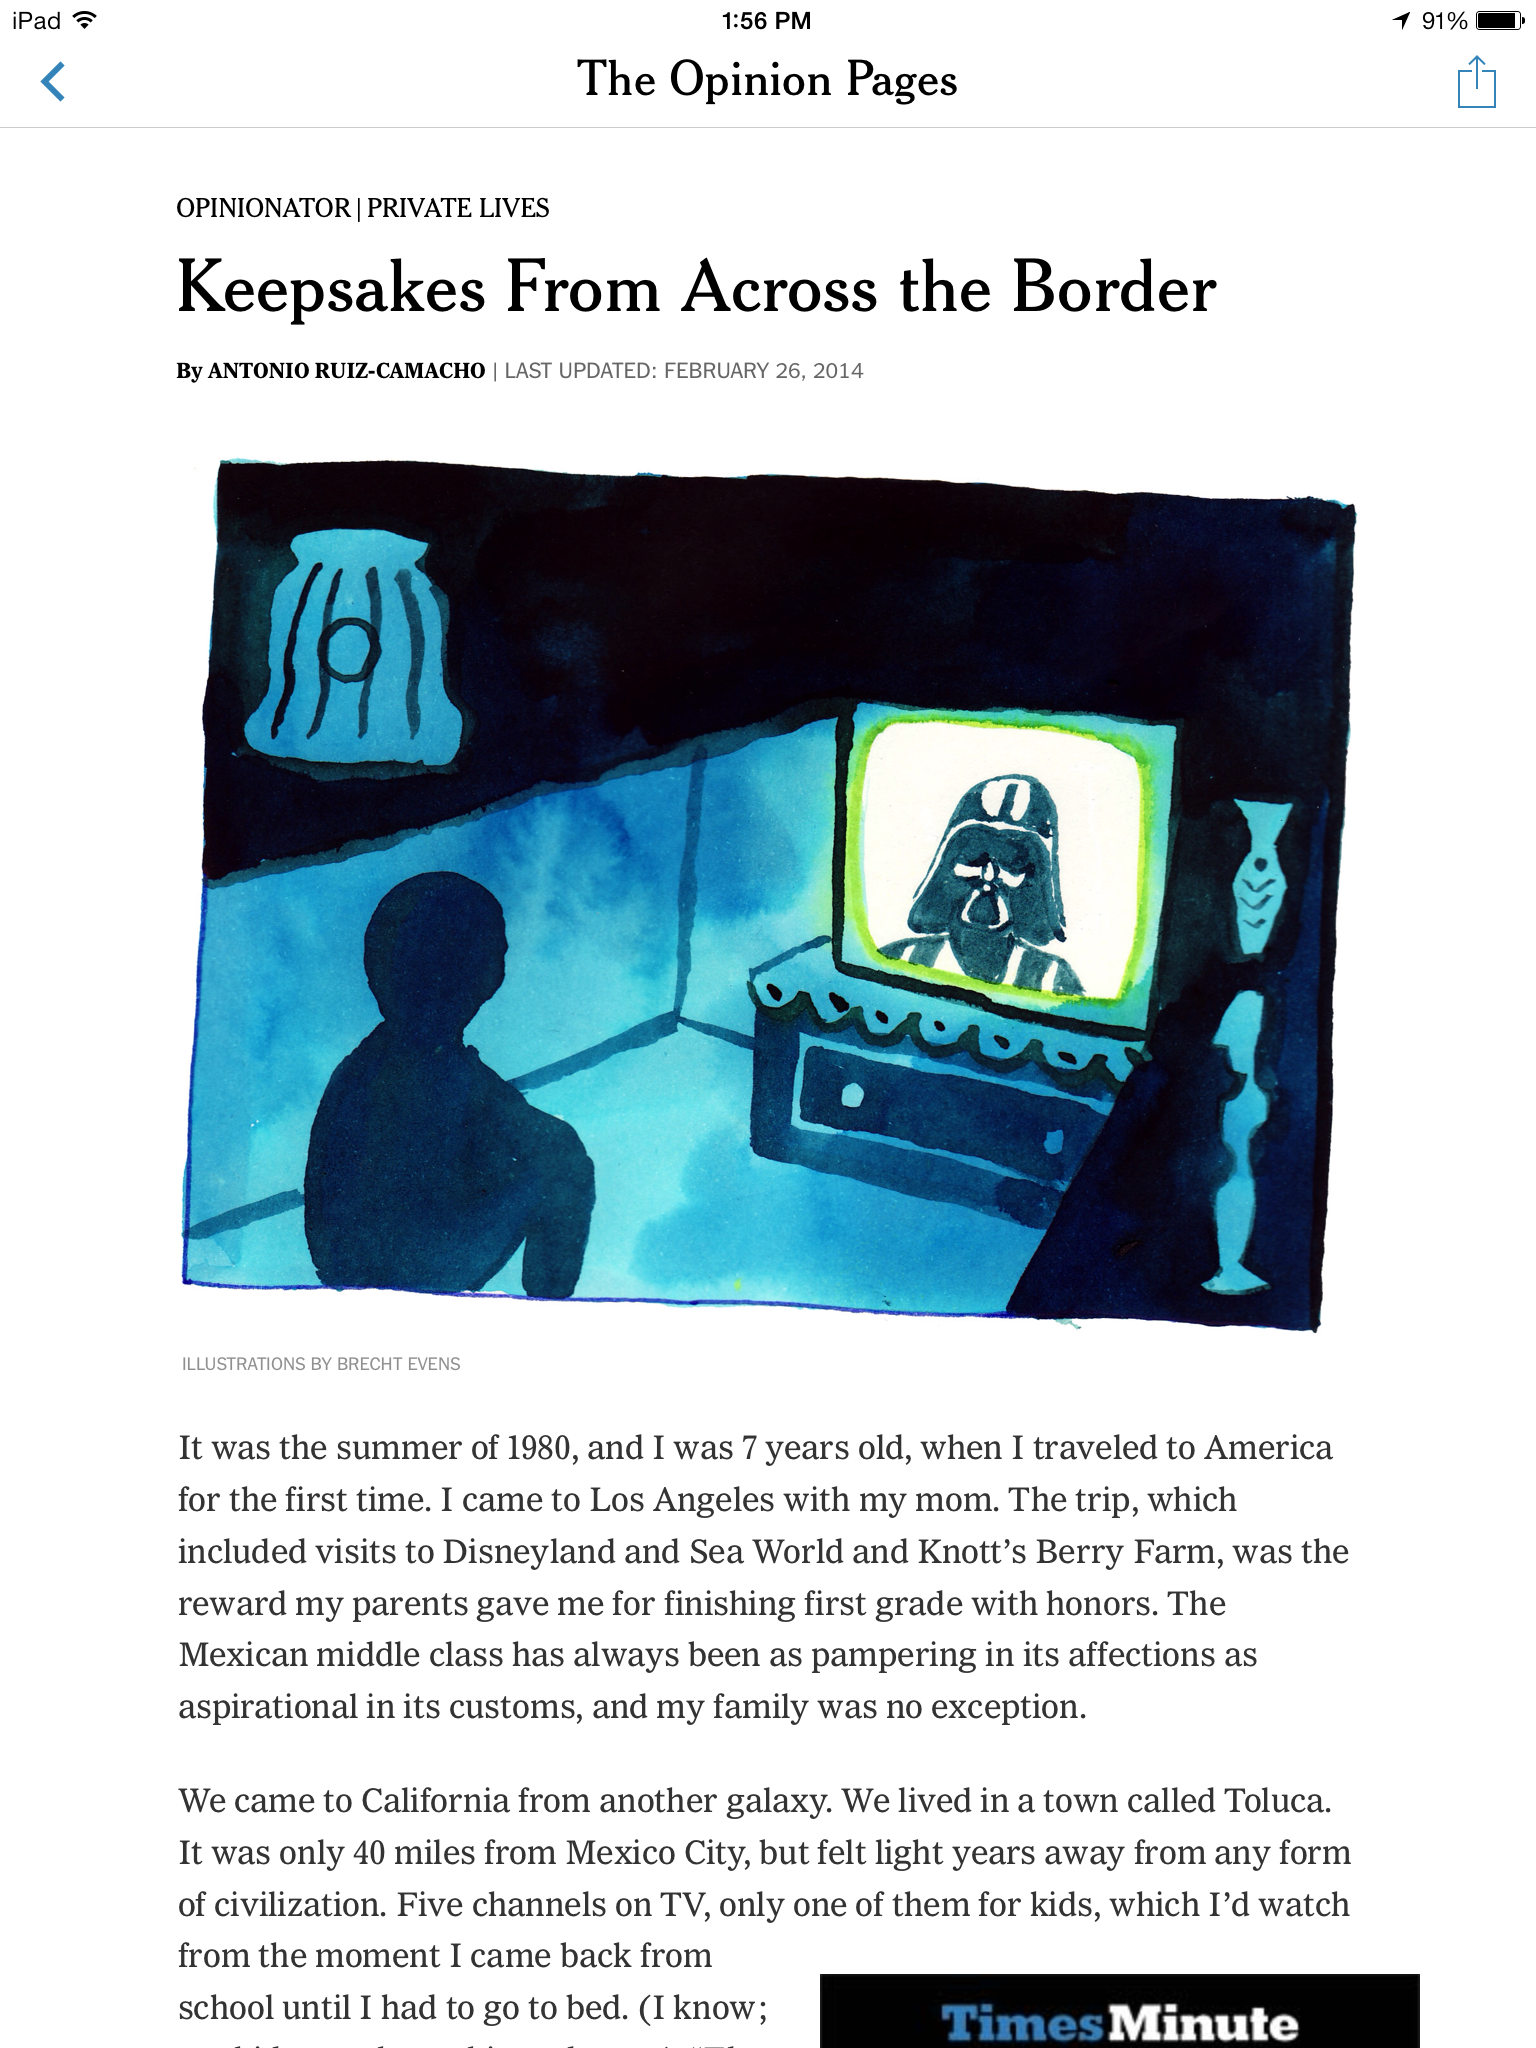 iPad 1:56 PM 91%
The Opinion Pages
OPINIONATOR | PRIVATE LIVES
Keepsakes From Across the Border
By ANTONIO RUIZ-CAMACHO | LAST UPDATED: FEBRUARY 26, 2014
ILLUSTRATIONS BY BRECHT EVENS
It was the summer of 1980, and I was 7 years old, when I traveled to America
for the first time. I came to Los Angeles with my mom. The trip, which
included visits to Disneyland and Sea World and Knott’s Berry Farm, was the
reward my parents gave me for finishing first grade with honors. The
Mexican middle class has always been as pampering in its affections as
aspirational in its customs, and my family was no exception.
We came to California from another galaxy. We lived in a town called Toluca.
It was only 40 miles from Mexico City, but felt light years away from any form
of civilization. Five channels on TV, only one of them for kids, which I’d watch
from the moment I came back from
school until I had to go to bed. (I know;
TimesMinute